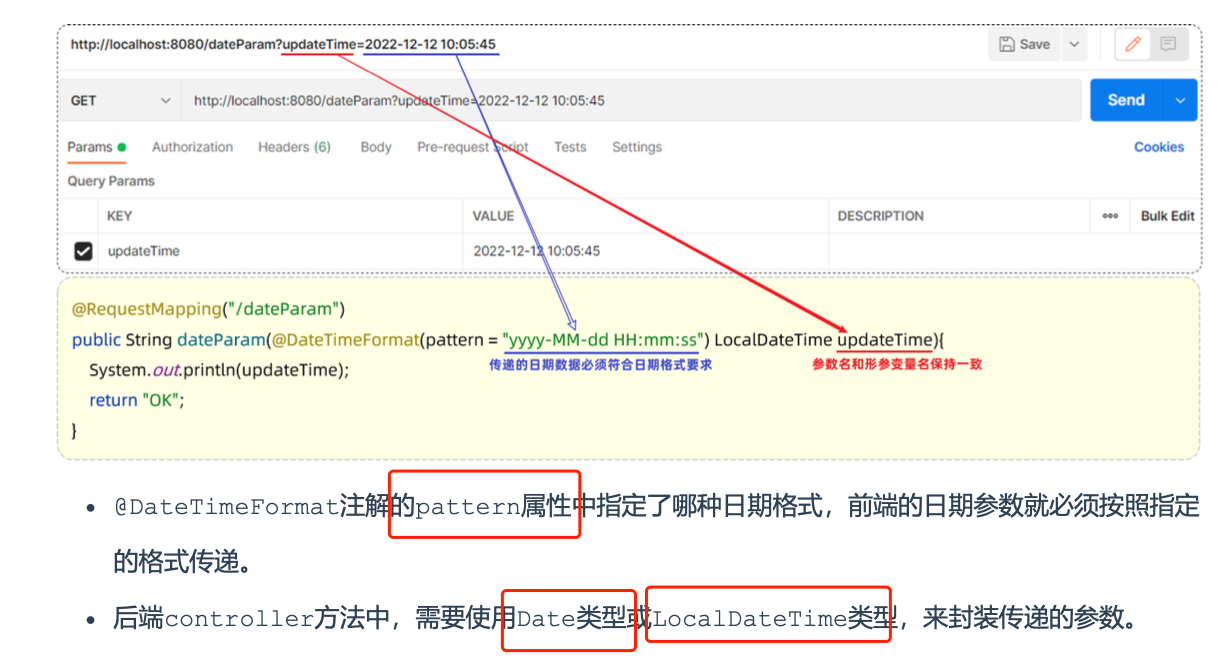 http://localhost:8080/dateParam?updateTime=2022-12-12 10:05:45
Save
GET
http://localhost:8080/dateParam?updateTime=2022-12-12 10:05:45
Send
Params
Authorization
Headers (6)
Body
Pre-request Script
Tests
Settings
Cookies
Query Params
KEY
VALUE
DESCRIPTION
Bulk Edit
updateTime
2022-12-12 10:05:45
@RequestMapping("/dateParam")
public String dateParam(@DateTimeFormat(pattern = "yyyy-MM-dd HH:mm:ss") LocalDateTime updateTime){
传递的日期数据必须符合日期格式要求
参数名和形参变量名保持一致
System.out.println(updateTime);
return "OK";
}
• @DateTimeFormat注解的pattern属性中指定了哪种日期格式，前端的日期参数就必须按照指定
的格式传递。
• 后端controller方法中，需要使用Date类型或LocalDateTime类型，来封装传递的参数。